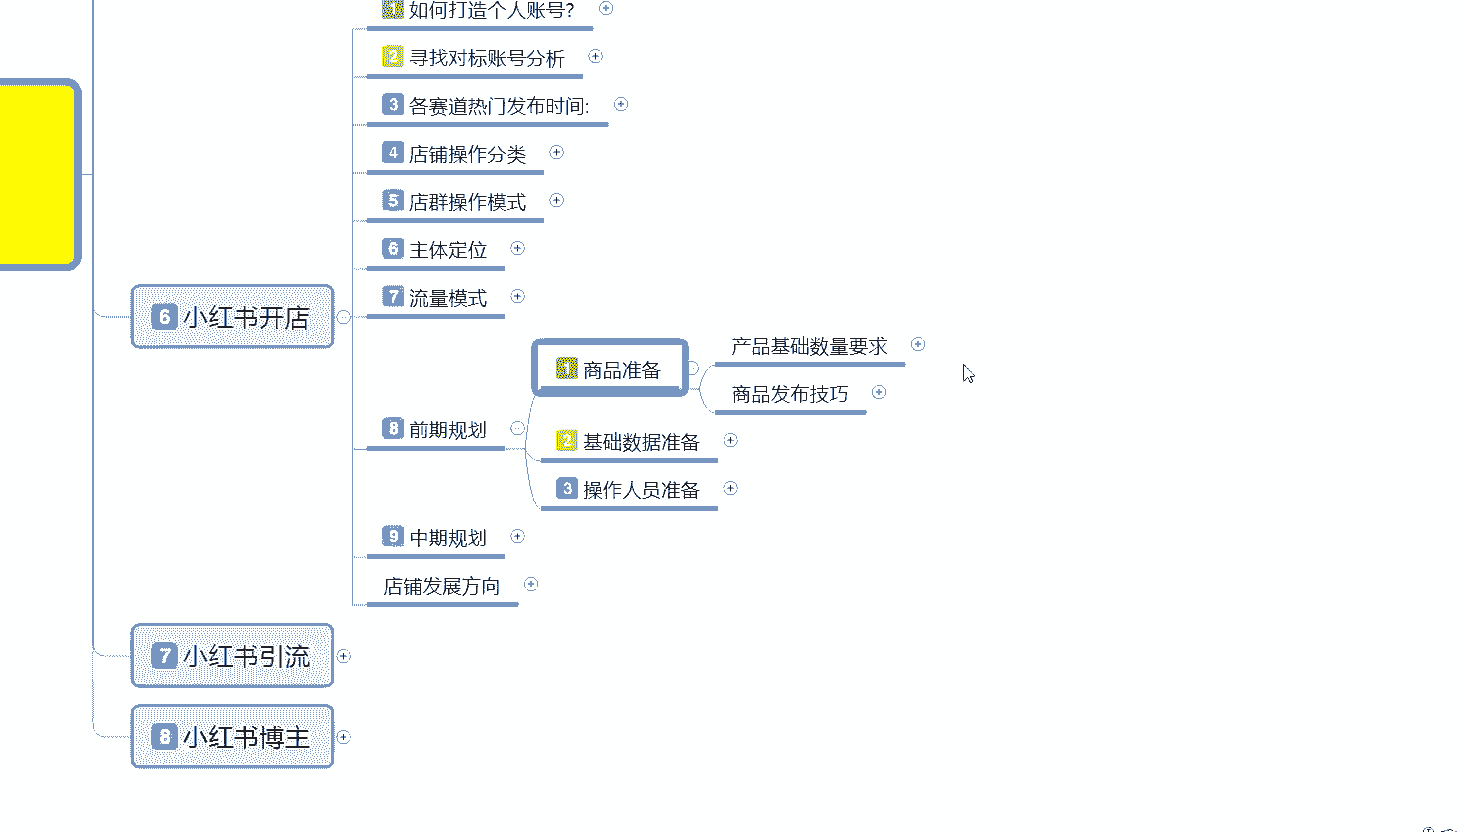 1 如何打造个人账号？
2 寻找对标账号分析
3 各赛道热门发布时间:
4 店铺操作分类
5 店群操作模式
6 主体定位
7 流量模式
6 小红书开店
8 前期规划
1 商品准备
产品基础数量要求
商品发布技巧
2 基础数据准备
3 操作人员准备
9 中期规划
店铺发展方向
7 小红书引流
8 小红书博主